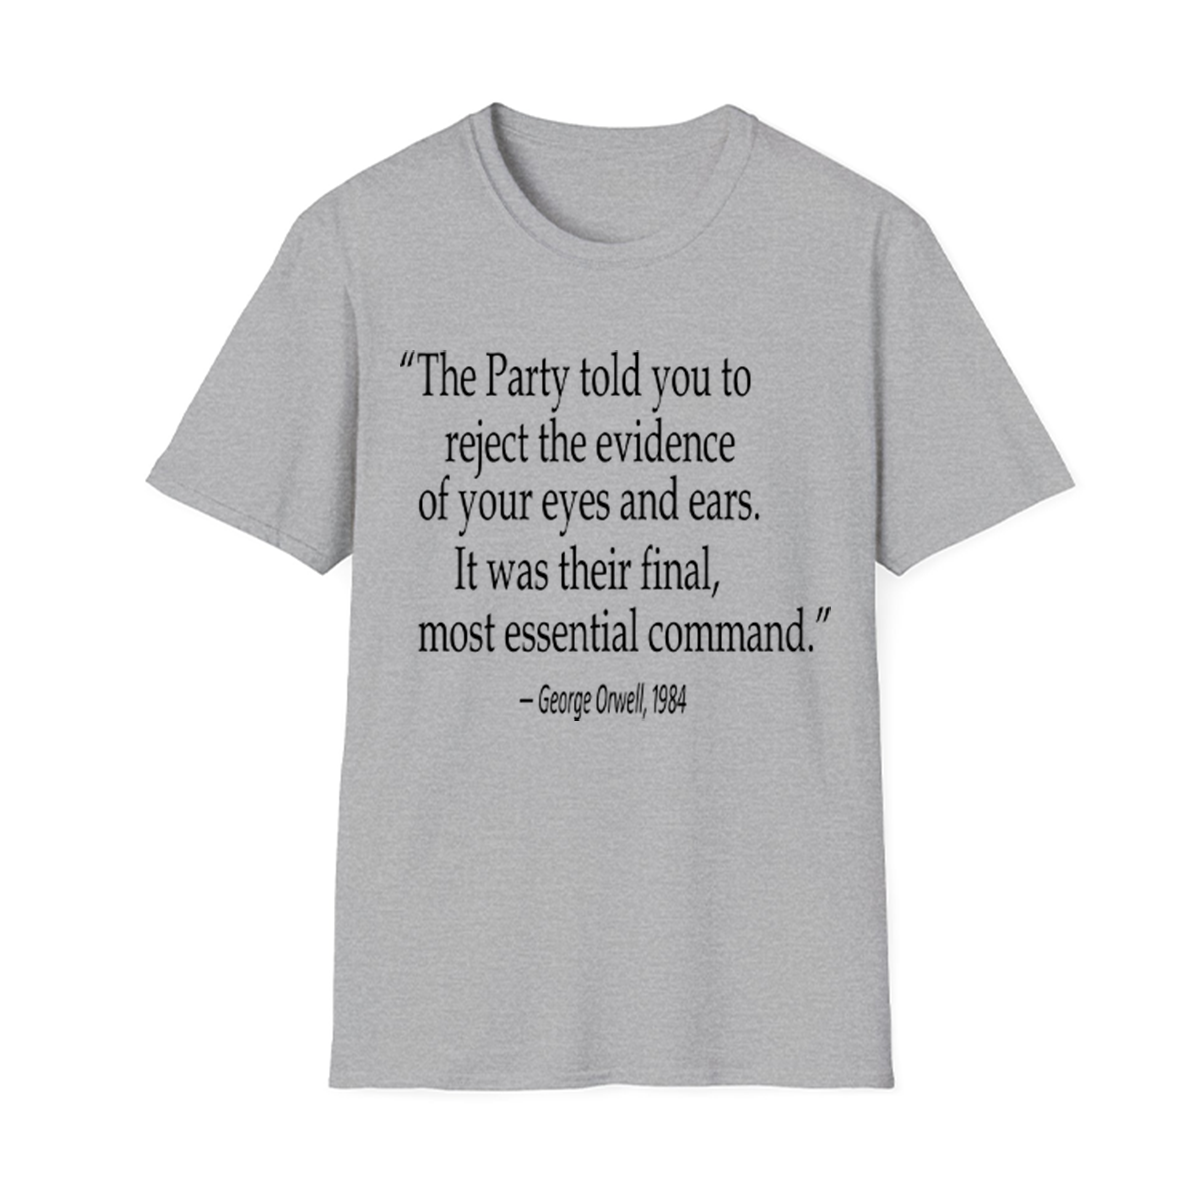 “The Party told you to
reject the evidence
of your eyes and ears.
It was their final,
most essential command.”
– George Orwell, 1984